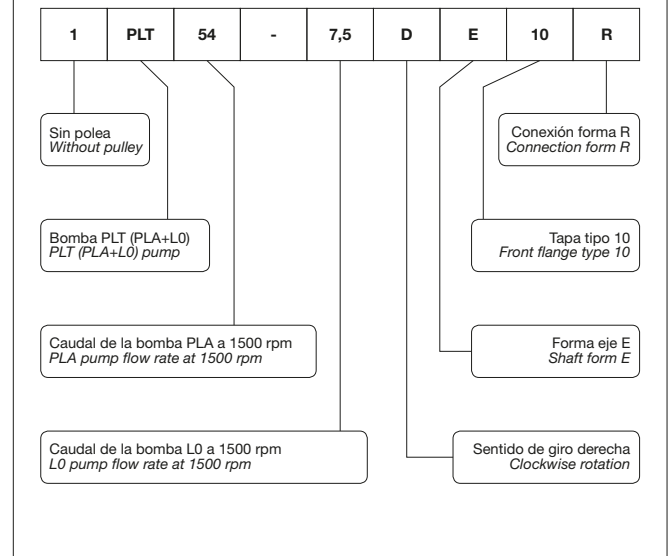 1 PLT 54 - 7,5 D E 10 R
Sin polea
Without pulley
Conexión forma R
Connection form R
Bomba PLT (PLA+L0)
PLT (PLA+L0) pump
Tapa tipo 10
Front flange type 10
Caudal de la bomba PLA a 1500 rpm
PLA pump flow rate at 1500 rpm
Forma eje E
Shaft form E
Caudal de la bomba L0 a 1500 rpm
L0 pump flow rate at 1500 rpm
Sentido de giro derecha
Clockwise rotation